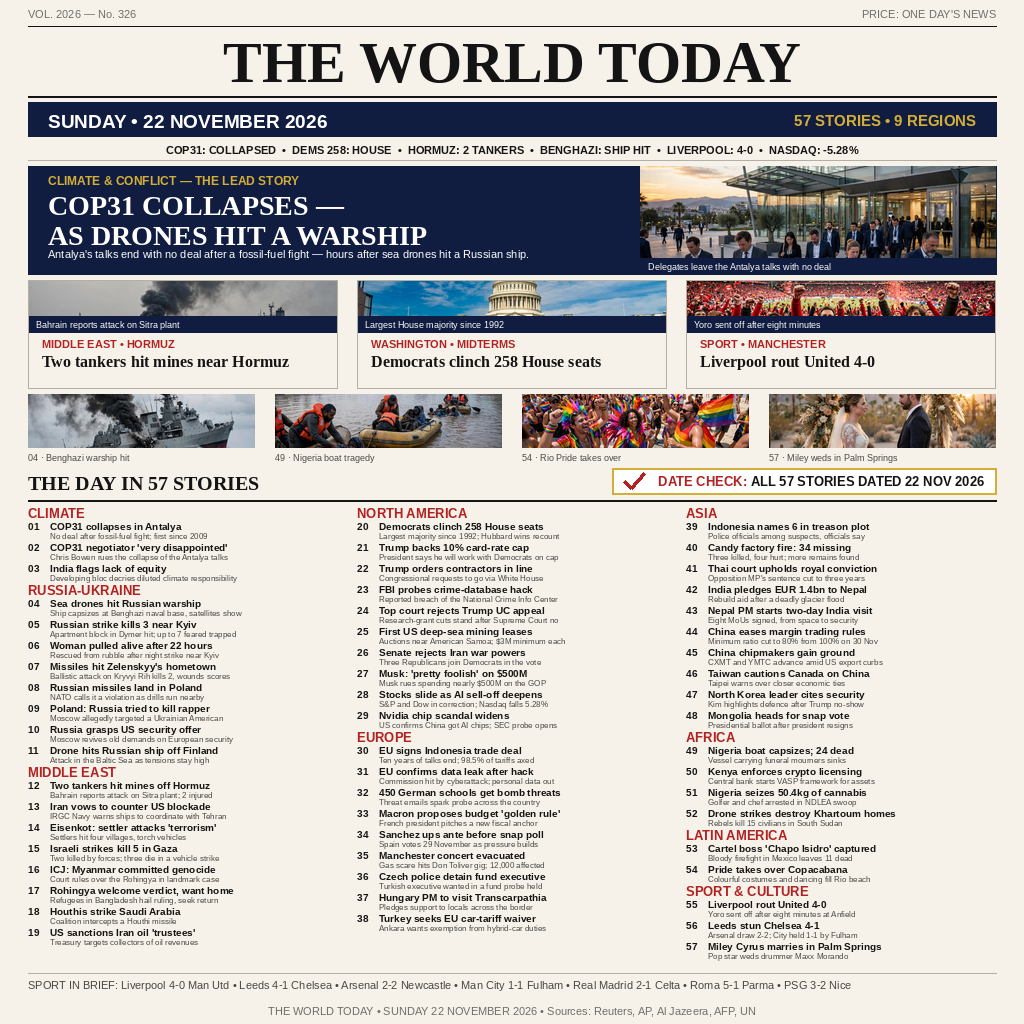 VOL. 2026 — No. 326
PRICE: ONE DAY'S NEWS
THE WORLD TODAY
SUNDAY • 22 NOVEMBER 2026
57 STORIES • 9 REGIONS
COP31: COLLAPSED • DEMS 258: HOUSE • HORMUZ: 2 TANKERS • BENGHAZI: SHIP HIT • LIVERPOOL: 4-0 • NASDAQ: -5.28%
CLIMATE & CONFLICT — THE LEAD STORY
COP31 COLLAPSES —
AS DRONES HIT A WARSHIP
Antalya's talks end with no deal after a fossil-fuel fight — hours after sea drones hit a Russian ship.
Delegates leave the Antalya talks with no deal
Bahrain reports attack on Sitra plant
MIDDLE EAST • HORMUZ
Two tankers hit mines near Hormuz
Largest House majority since 1992
WASHINGTON • MIDTERMS
Democrats clinch 258 House seats
Yoro sent off after eight minutes
SPORT • MANCHESTER
Liverpool rout United 4-0
04 · Benghazi warship hit
49 · Nigeria boat tragedy
54 · Rio Pride takes over
57 · Miley weds in Palm Springs
THE DAY IN 57 STORIES
DATE CHECK: ALL 57 STORIES DATED 22 NOV 2026
CLIMATE
01 COP31 collapses in Antalya
No deal after fossil-fuel fight; first since 2009
02 COP31 negotiator 'very disappointed'
Chris Bowen rues the collapse of the Antalya talks
03 India flags lack of equity
Developing bloc decries diluted climate responsibility
RUSSIA-UKRAINE
04 Sea drones hit Russian warship
Ship capsizes at Benghazi naval base, satellites show
05 Russian strike kills 3 near Kyiv
Apartment block in Dymer hit; up to 7 feared trapped
06 Woman pulled alive after 22 hours
Rescued from rubble after night strike near Kyiv
07 Missiles hit Zelenskyy's hometown
Ballistic attack on Kryvyi Rih kills 2, wounds scores
08 Russian missiles land in Poland
NATO calls it a violation as drills run nearby
09 Poland: Russia tried to kill rapper
Moscow allegedly targeted a Ukrainian American
10 Russia grasps US security offer
Moscow revives old demands on European security
11 Drone hits Russian ship off Finland
Attack in the Baltic Sea as tensions stay high
MIDDLE EAST
12 Two tankers hit mines off Hormuz
Bahrain reports attack on Sitra plant; 2 injured
13 Iran vows to counter US blockade
IRGC Navy warns ships to coordinate with Tehran
14 Eisenkot: settler attacks 'terrorism'
Settlers hit four villages, torch vehicles
15 Israeli strikes kill 5 in Gaza
Two killed by forces; three die in a vehicle strike
16 ICJ: Myanmar committed genocide
Court rules over the Rohingya in landmark case
17 Rohingya welcome verdict, want home
Refugees in Bangladesh hail ruling, seek return
18 Houthis strike Saudi Arabia
Coalition intercepts a Houthi missile
19 US sanctions Iran oil 'trustees'
Treasury targets collectors of oil revenues
NORTH AMERICA
20 Democrats clinch 258 House seats
Largest majority since 1992; Hubbard wins recount
21 Trump backs 10% card-rate cap
President says he will work with Democrats on cap
22 Trump orders contractors in line
Congressional requests to go via White House
23 FBI probes crime-database hack
Reported breach of the National Crime Info Center
24 Top court rejects Trump UC appeal
Research-grant cuts stand after Supreme Court no
25 First US deep-sea mining leases
Auctions near American Samoa; $3M minimum each
26 Senate rejects Iran war powers
Three Republicans join Democrats in the vote
27 Musk: 'pretty foolish' on $500M
Musk rues spending nearly $500M on the GOP
28 Stocks slide as AI sell-off deepens
S&P and Dow in correction; Nasdaq falls 5.28%
29 Nvidia chip scandal widens
US confirms China got AI chips; SEC probe opens
EUROPE
30 EU signs Indonesia trade deal
Ten years of talks end; 98.5% of tariffs axed
31 EU confirms data leak after hack
Commission hit by cyberattack; personal data out
32 450 German schools get bomb threats
Threat emails spark probe across the country
33 Macron proposes budget 'golden rule'
French president pitches a new fiscal anchor
34 Sanchez ups ante before snap poll
Spain votes 29 November as pressure builds
35 Manchester concert evacuated
Gas scare hits Don Toliver gig; 12,000 affected
36 Czech police detain fund executive
Turkish executive wanted in a fund probe held
37 Hungary PM to visit Transcarpathia
Pledges support to locals across the border
38 Turkey seeks EU car-tariff waiver
Ankara wants exemption from hybrid-car duties
ASIA
39 Indonesia names 6 in treason plot
Police officials among suspects, officials say
40 Candy factory fire: 34 missing
Three killed, four hurt; more remains found
41 Thai court upholds royal conviction
Opposition MP's sentence cut to three years
42 India pledges EUR 1.4bn to Nepal
Rebuild aid after a deadly glacier flood
43 Nepal PM starts two-day India visit
Eight MoUs signed, from space to security
44 China eases margin trading rules
Minimum ratio cut to 80% from 100% on 30 Nov
45 China chipmakers gain ground
CXMT and YMTC advance amid US export curbs
46 Taiwan cautions Canada on China
Taipei warns over closer economic ties
47 North Korea leader cites security
Kim highlights defence after Trump no-show
48 Mongolia heads for snap vote
Presidential ballot after president resigns
AFRICA
49 Nigeria boat capsizes; 24 dead
Vessel carrying funeral mourners sinks
50 Kenya enforces crypto licensing
Central bank starts VASP framework for assets
51 Nigeria seizes 50.4kg of cannabis
Golfer and chef arrested in NDLEA swoop
52 Drone strikes destroy Khartoum homes
Rebels kill 15 civilians in South Sudan
LATIN AMERICA
53 Cartel boss 'Chapo Isidro' captured
Bloody firefight in Mexico leaves 11 dead
54 Pride takes over Copacabana
Colourful costumes and dancing fill Rio beach
SPORT & CULTURE
55 Liverpool rout United 4-0
Yoro sent off after eight minutes at Anfield
56 Leeds stun Chelsea 4-1
Arsenal draw 2-2; City held 1-1 by Fulham
57 Miley Cyrus marries in Palm Springs
Pop star weds drummer Maxx Morando
SPORT IN BRIEF: Liverpool 4-0 Man Utd • Leeds 4-1 Chelsea • Arsenal 2-2 Newcastle • Man City 1-1 Fulham • Real Madrid 2-1 Celta • Roma 5-1 Parma • PSG 3-2 Nice
THE WORLD TODAY • SUNDAY 22 NOVEMBER 2026 • Sources: Reuters, AP, Al Jazeera, AFP, UN